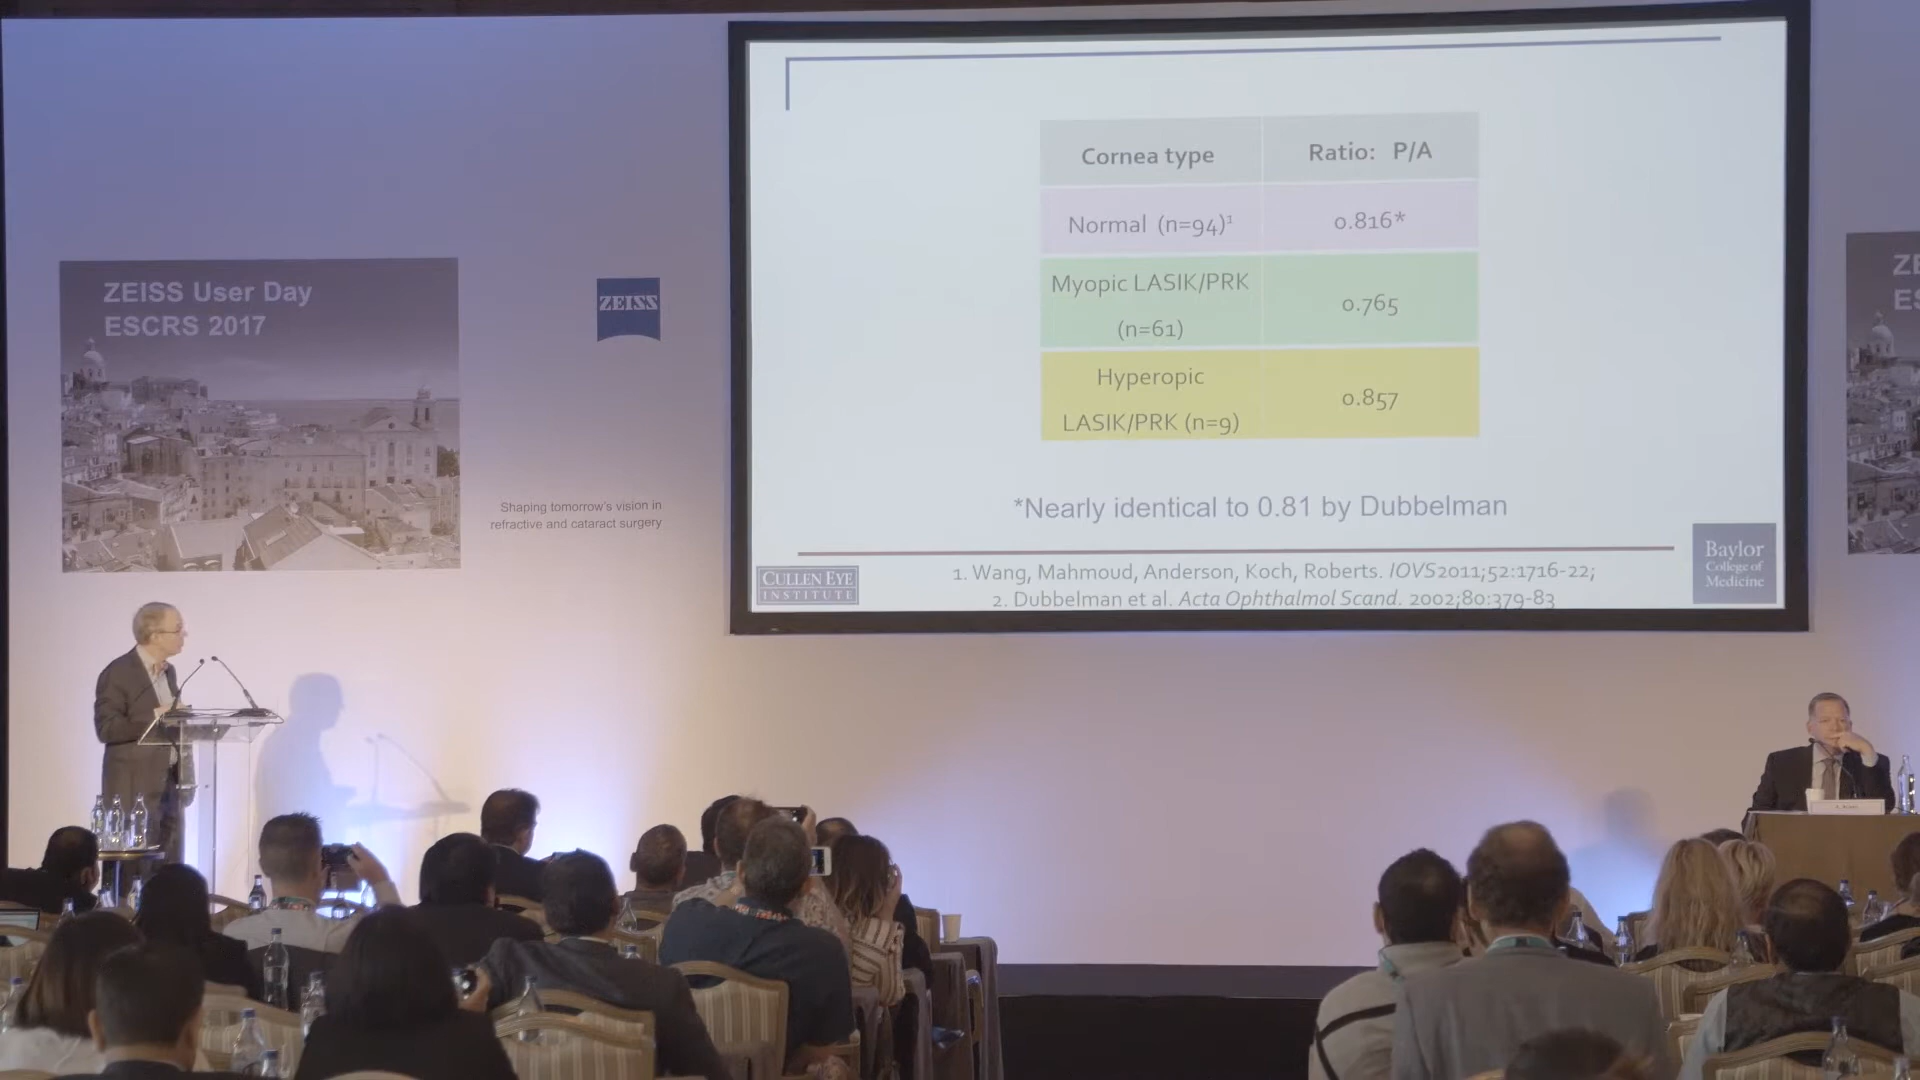 ZEISS User Day
ESCRS 2017
ZEISS
Shaping tomorrow's vision in
refractive and cataract surgery
Cornea type
Ratio: P/A
Normal (n=94)¹
0.816*
Myopic LASIK/PRK
(n=61)
0.765
Hyperopic
LASIK/PRK (n=9)
0.857
*Nearly identical to 0.81 by Dubbelman
CULLEN EYE
INSTITUTE
1. Wang, Mahmoud, Anderson, Koch, Roberts. IOVS 2011;52:1716-22;
2. Dubbelman et al. Acta Ophthalmol Scand. 2002;80:379-83
Baylor
College of
Medicine
ZE
ES